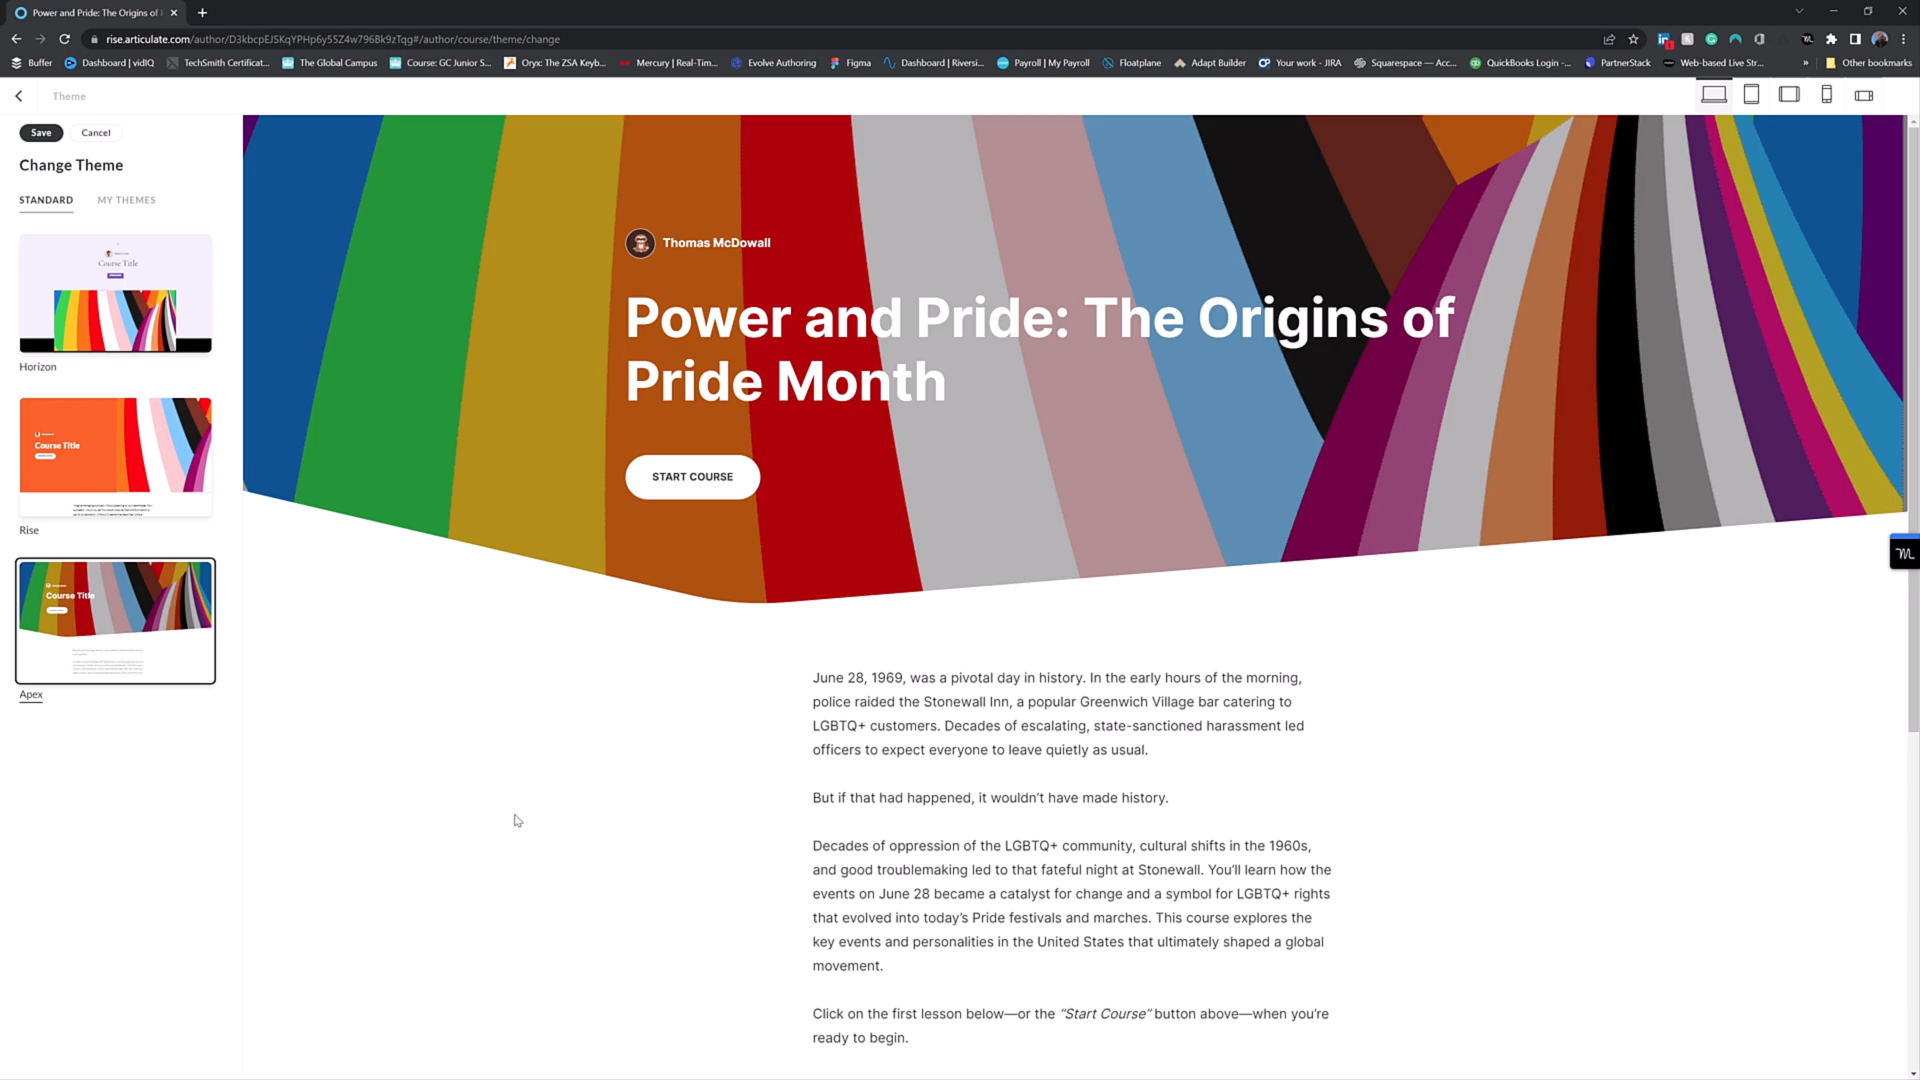 Power and Pride: The Origins of
rise.articulate.com/author/D3kbcpEJSKqYPHp6y55Z4w796Bk9zTqg#/author/course/theme/change
Buffer
Dashboard | vidIQ
TechSmith Certificat...
The Global Campus
Course: GC Junior S...
Oryx: The ZSA Keyb...
Mercury | Real-Tim...
Evolve Authoring
Figma
Dashboard | Riversi...
Payroll | My Payroll
Floatplane
Adapt Builder
Your work - JIRA
Squarespace — Acc...
QuickBooks Login -...
PartnerStack
Web-based Live Str...
»
Other bookmarks
Theme
Save
Cancel
Change Theme
STANDARD
MY THEMES
Course Title
Horizon
Course Title
Rise
Course Title
Apex
Thomas McDowall
Power and Pride: The Origins of
Pride Month
START COURSE
June 28, 1969, was a pivotal day in history. In the early hours of the morning,
police raided the Stonewall Inn, a popular Greenwich Village bar catering to
LGBTQ+ customers. Decades of escalating, state-sanctioned harassment led
officers to expect everyone to leave quietly as usual.
But if that had happened, it wouldn’t have made history.
Decades of oppression of the LGBTQ+ community, cultural shifts in the 1960s,
and good troublemaking led to that fateful night at Stonewall. You’ll learn how the
events on June 28 became a catalyst for change and a symbol for LGBTQ+ rights
that evolved into today’s Pride festivals and marches. This course explores the
key events and personalities in the United States that ultimately shaped a global
movement.
Click on the first lesson below—or the “Start Course” button above—when you’re
ready to begin.